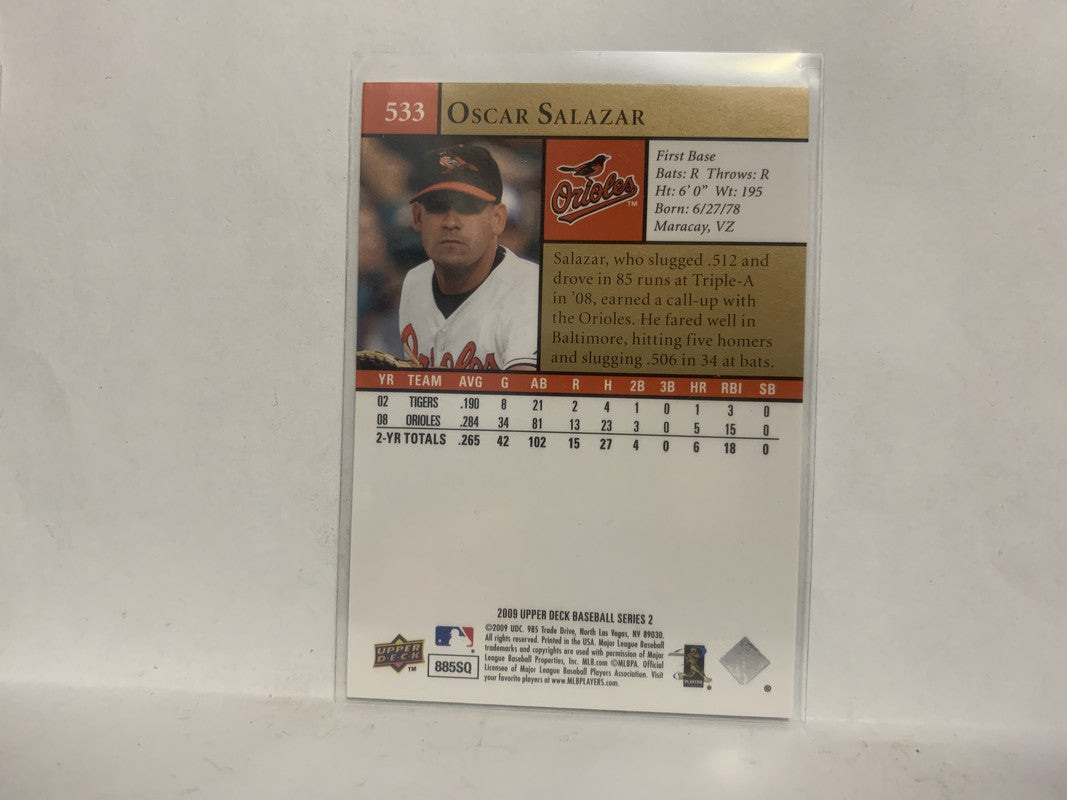 533 OSCAR SALAZAR
Orioles TM
First Base
Bats: R Throws: R
Ht: 6' 0" Wt: 195
Born: 6/27/78
Maracay, VZ
Salazar, who slugged .512 and
drove in 85 runs at Triple-A
in '08, earned a call-up with
the Orioles. He fared well in
Baltimore, hitting five homers
and slugging .506 in 34 at bats.
Orioles
YR TEAM AVG G AB R H 2B 3B HR RBI SB
02 TIGERS .190 8 21 2 4 1 0 1 3 0
08 ORIOLES .284 34 81 13 23 3 0 5 15 0
2-YR TOTALS .265 42 102 15 27 4 0 6 18 0
2009 UPPER DECK BASEBALL SERIES 2
©2009 UDC. 985 Trade Drive, North Las Vegas, NV 89030.
All rights reserved. Printed in the USA. Major League Baseball
trademarks and copyrights are used with permission of Major
League Baseball Properties, Inc. MLB.com ©MLBPA. Official
Licensee of Major League Baseball Players Association. Visit
your favorite players at www.MLBPLAYERS.com.
UPPER DECK TM
885SQ
PLAYERS ®
®